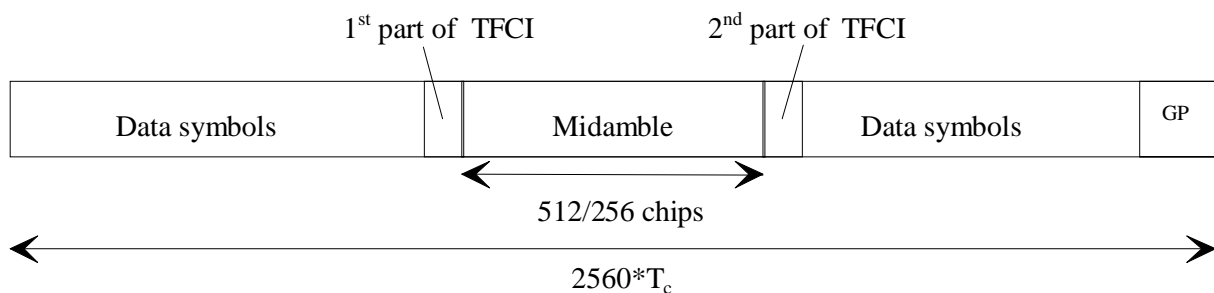 1st part of TFCI
2nd part of TFCI
Data symbols
Midamble
Data symbols
GP
512/256 chips
2560*Tc